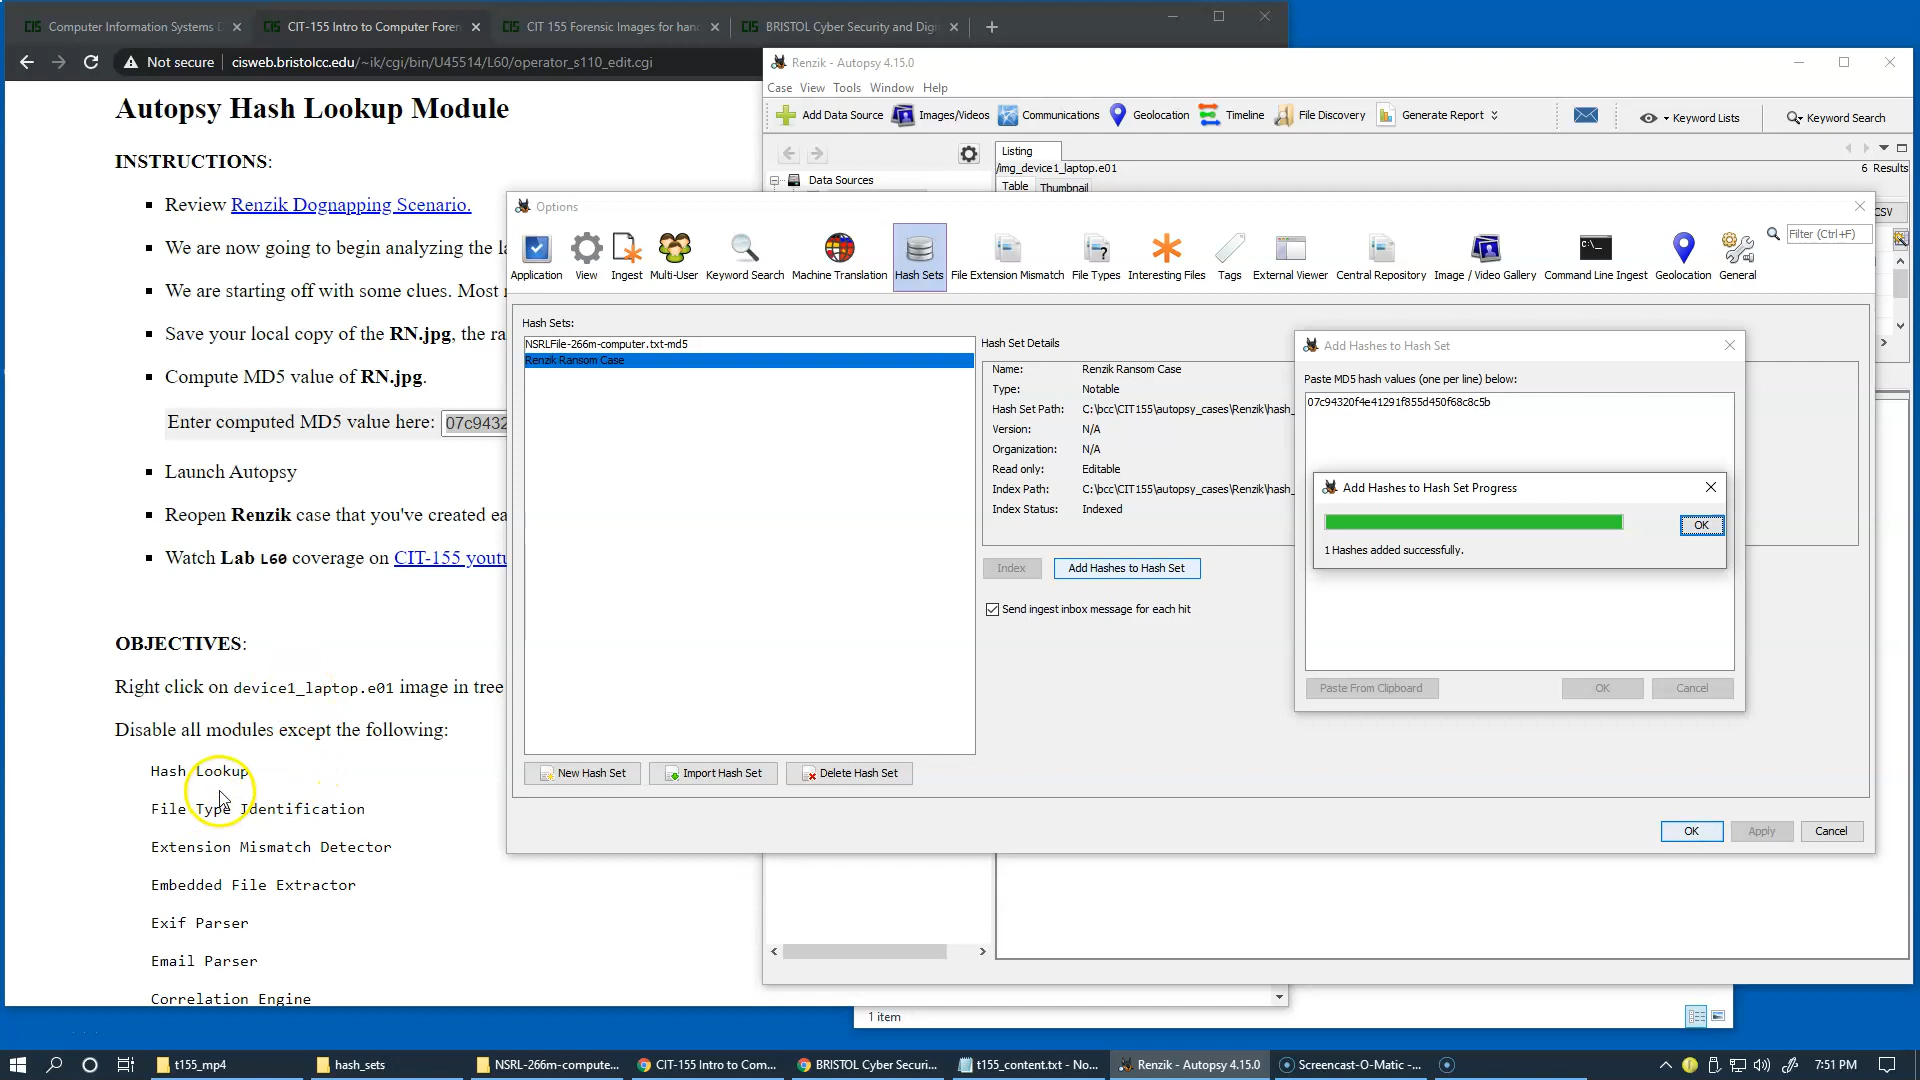 Computer Information Systems D
CIT-155 Intro to Computer Foren
CIT 155 Forensic Images for hand
BRISTOL Cyber Security and Digi
Not secure
cisweb.bristolcc.edu/~ik/cgi/bin/U45514/L60/operator_s110_edit.cgi
Autopsy Hash Lookup Module
INSTRUCTIONS:
Review Renzik Dognapping Scenario.
We are now going to begin analyzing the la
We are starting off with some clues. Most
Save your local copy of the RN.jpg, the ra
Compute MD5 value of RN.jpg.
Enter computed MD5 value here: 07c9432
Launch Autopsy
Reopen Renzik case that you've created ea
Watch Lab L60 coverage on CIT-155 youtu
OBJECTIVES:
Right click on device1_laptop.e01 image in tree
Disable all modules except the following:
Hash Lookup
File Type Identification
Extension Mismatch Detector
Embedded File Extractor
Exif Parser
Email Parser
Correlation Engine
Renzik - Autopsy 4.15.0
Case View Tools Window Help
Add Data Source Images/Videos Communications Geolocation Timeline File Discovery Generate Report Keyword Lists Keyword Search
Data Sources
Listing
/img_device1_laptop.e01
6 Results
Table Thumbnail
CSV
Options
Application View Ingest Multi-User Keyword Search Machine Translation Hash Sets File Extension Mismatch File Types Interesting Files Tags External Viewer Central Repository Image / Video Gallery Command Line Ingest Geolocation General
Filter (Ctrl+F)
Hash Sets:
NSRLFile-266m-computer.txt-md5
Renzik Ransom Case
New Hash Set Import Hash Set Delete Hash Set
Hash Set Details
Name: Renzik Ransom Case
Type: Notable
Hash Set Path: C:\bcc\CIT155\autopsy_cases\Renzik\hash_
Version: N/A
Organization: N/A
Read only: Editable
Index Path: C:\bcc\CIT155\autopsy_cases\Renzik\hash_
Index Status: Indexed
Index Add Hashes to Hash Set
Send ingest inbox message for each hit
OK Apply Cancel
Add Hashes to Hash Set
Paste MD5 hash values (one per line) below:
07c94320f4e41291f855d450f68c8c5b
Add Hashes to Hash Set Progress
OK
1 Hashes added successfully.
Paste From Clipboard OK Cancel
1 item
t155_mp4
hash_sets
NSRL-266m-compute...
CIT-155 Intro to Com...
BRISTOL Cyber Securi...
t155_content.txt - No...
Renzik - Autopsy 4.15.0
Screencast-O-Matic -...
7:51 PM